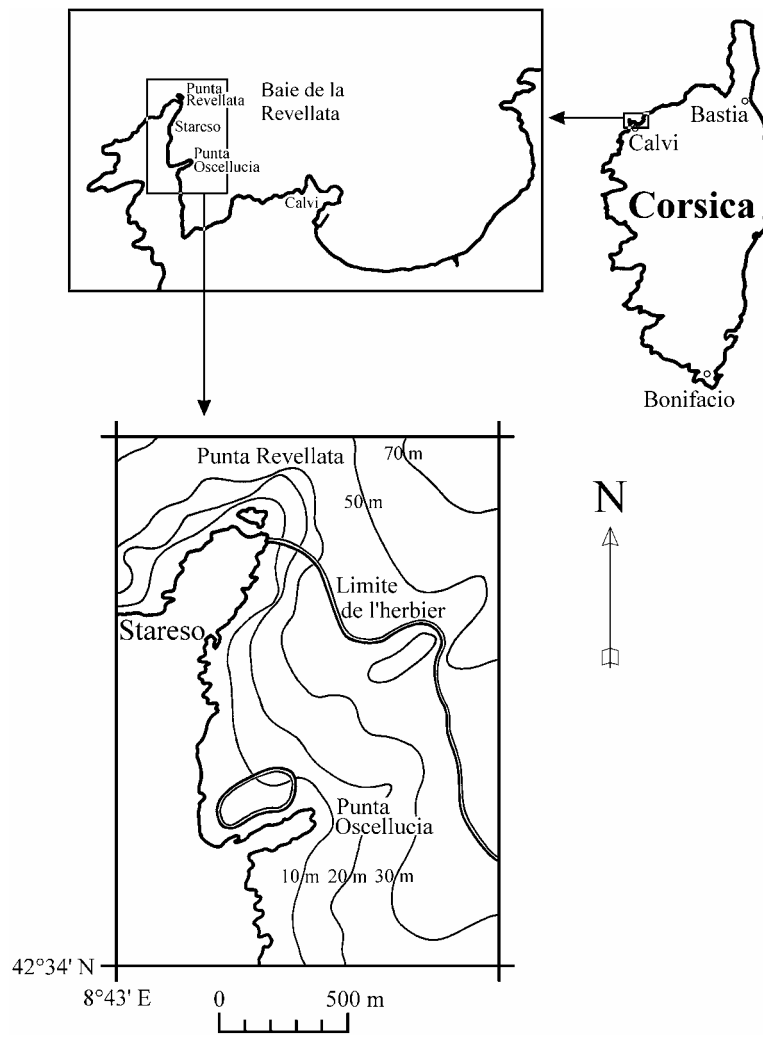 Punta
Revellata
Stareso
Punta
Oscellucia
Baie de la
Revellata
Calvi
Bastia
Calvi
Corsica
Bonifacio
Punta Revellata
70 m
50 m
N
Limite
de l'herbier
Stareso
Punta
Oscellucia
10 m 20 m 30 m
42°34' N
8°43' E
0 500 m